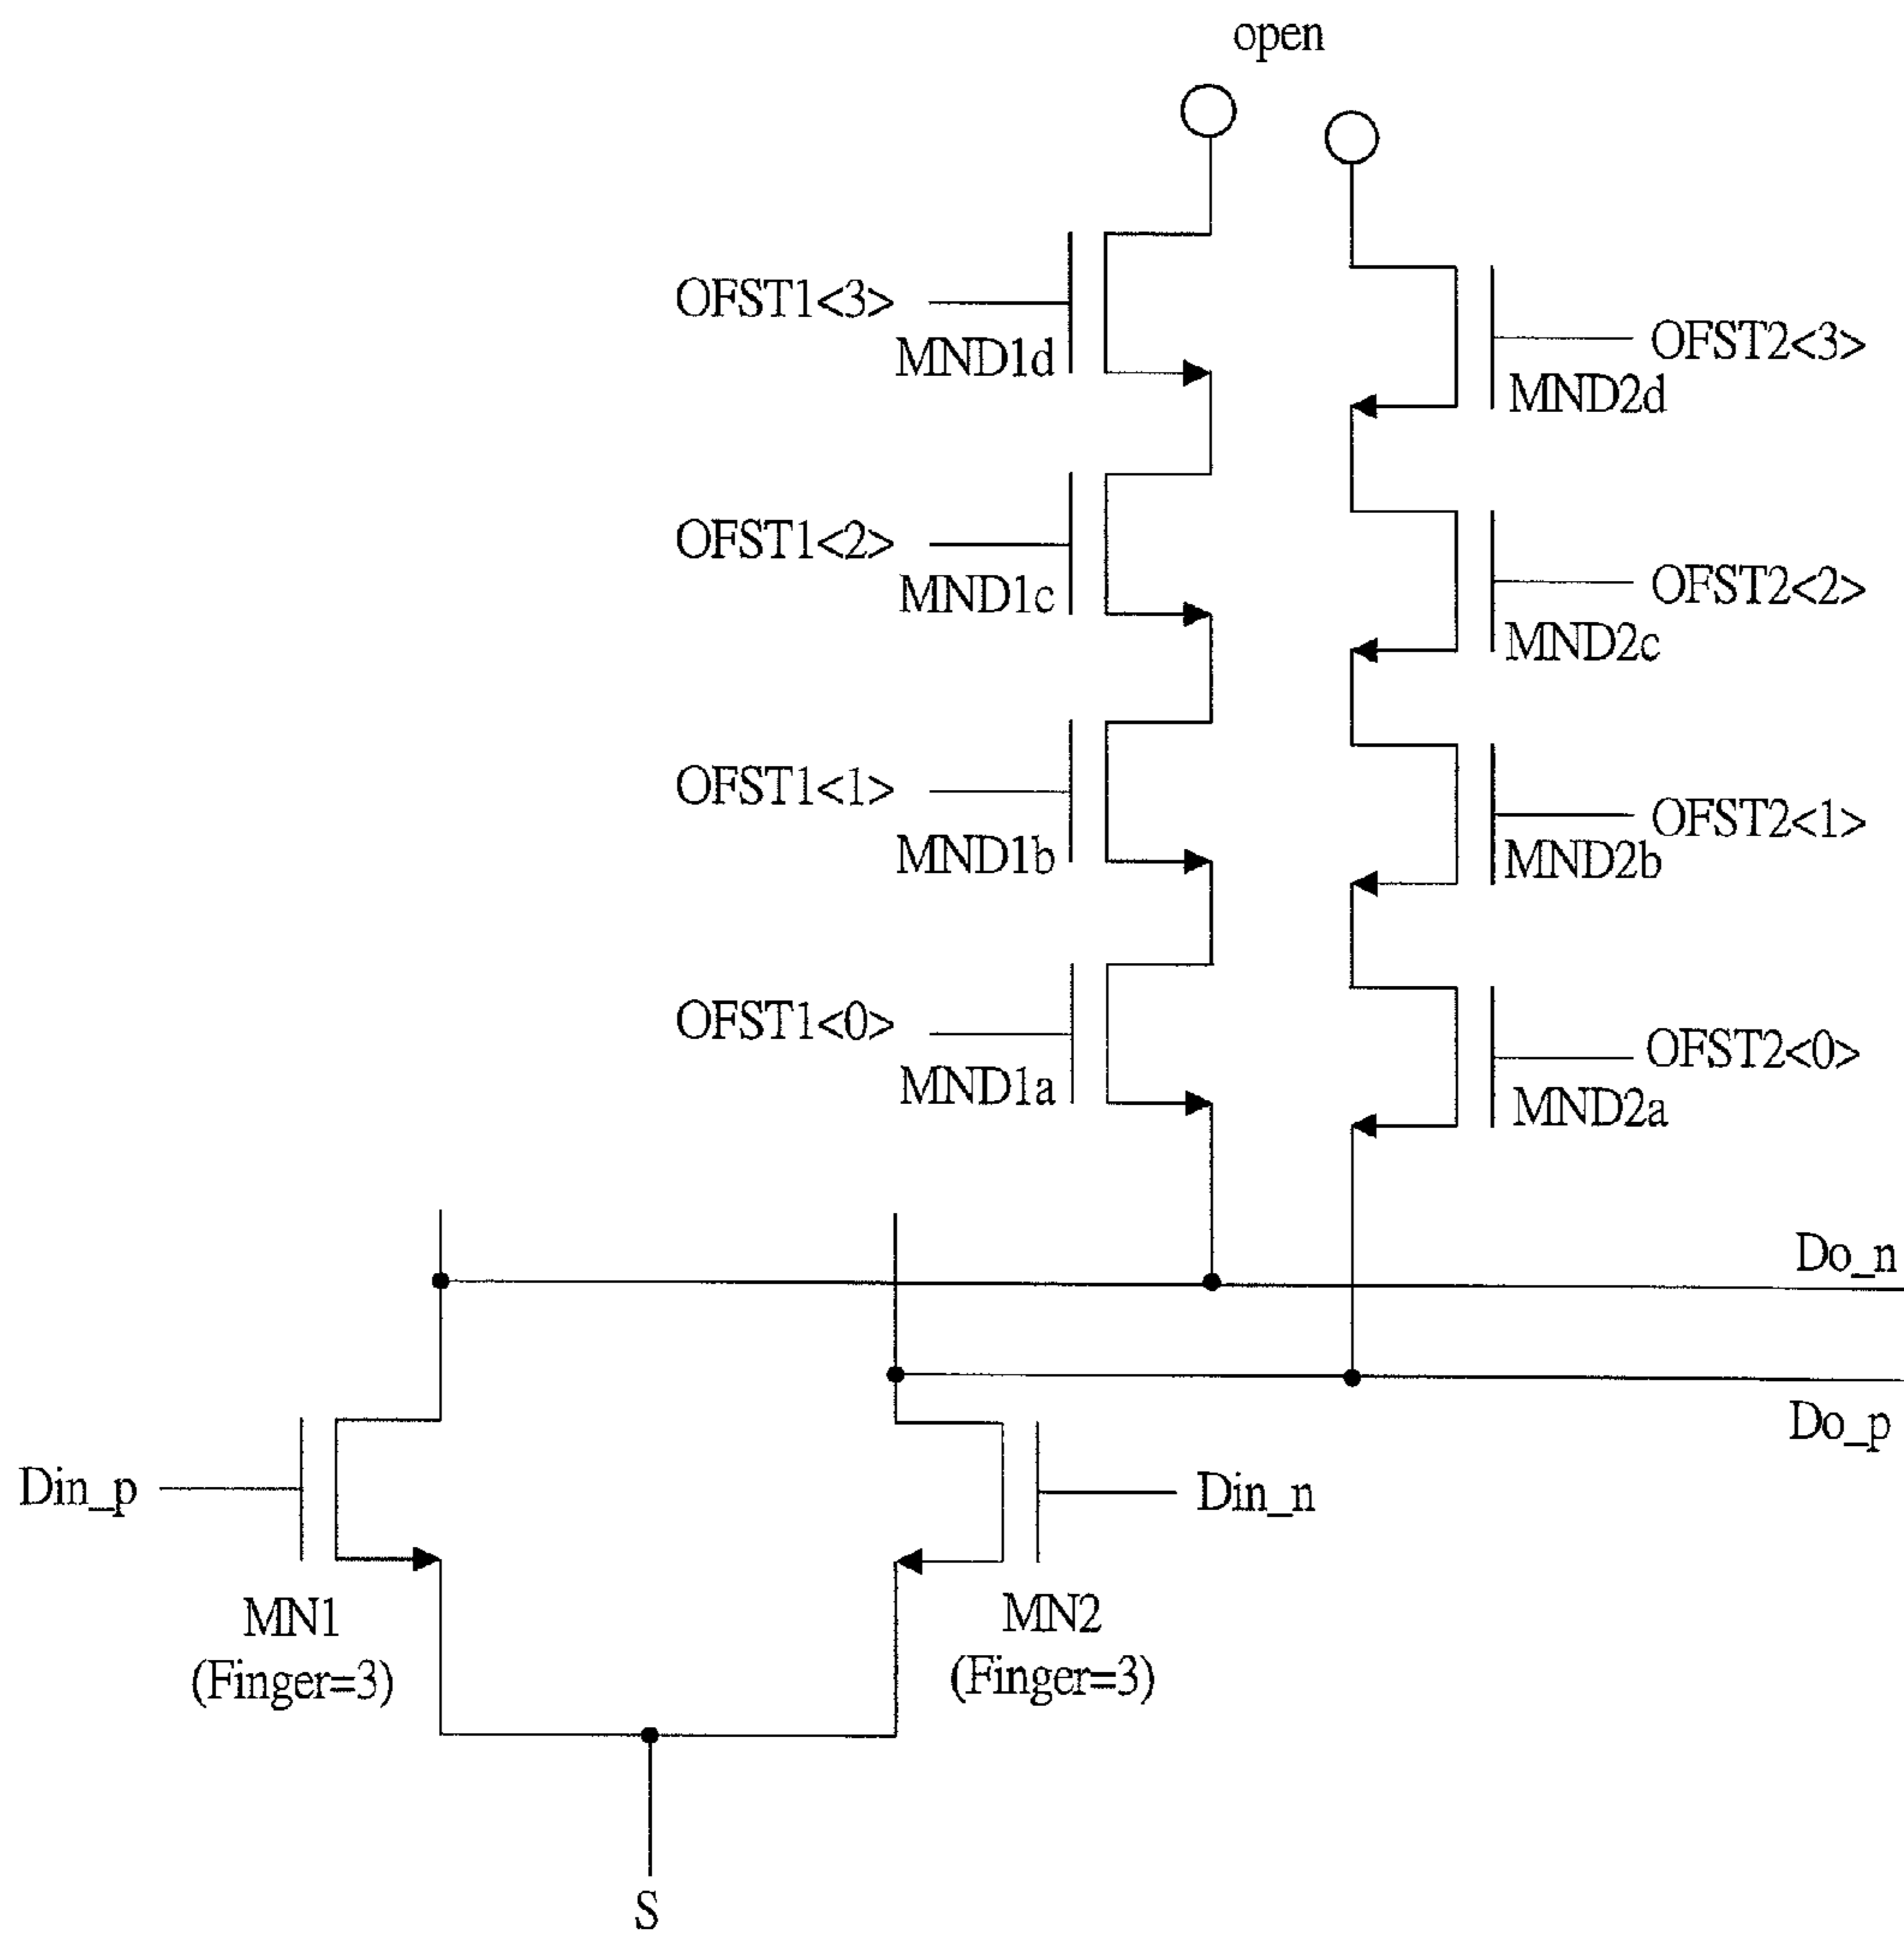 open
OFST1<3>
MND1d
OFST2<3>
MND2d
OFST1<2>
MND1c
OFST2<2>
MND2c
OFST1<1>
MND1b
OFST2<1>
MND2b
OFST1<0>
MND1a
OFST2<0>
MND2a
Do_n
Do_p
Din_p
Din_n
MN1
(Finger=3)
MN2
(Finger=3)
S